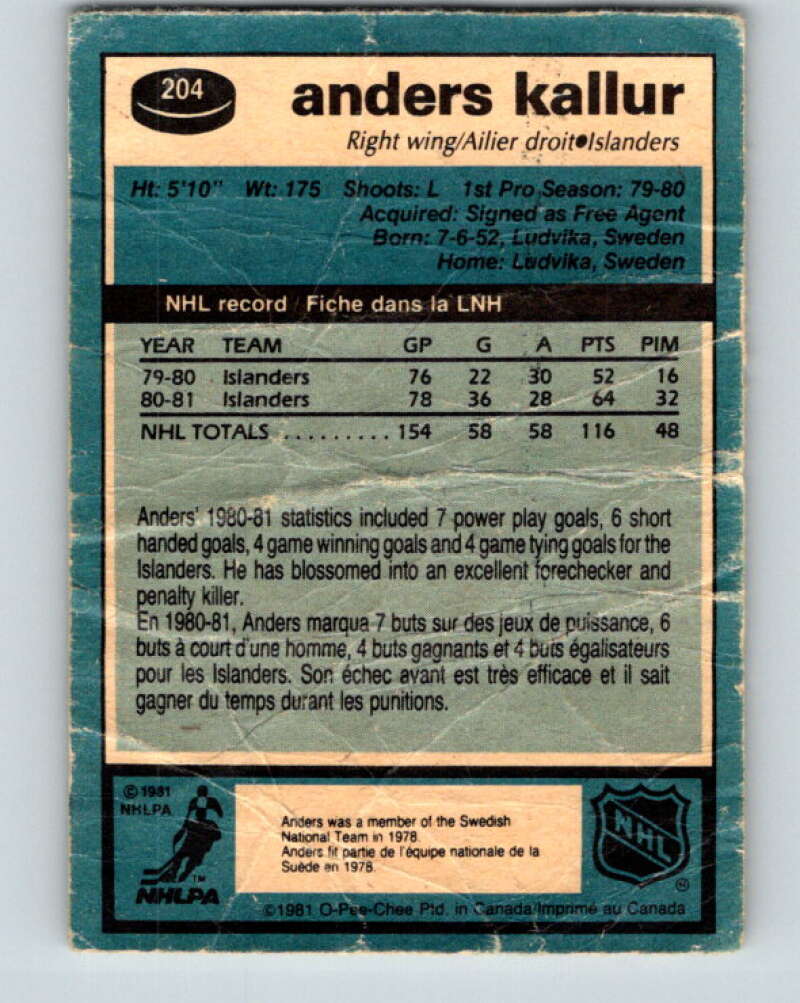 204
anders kallur
Right wing/Ailier droit•Islanders
Ht: 5'10" Wt: 175 Shoots: L 1st Pro Season: 79-80
Acquired: Signed as Free Agent
Born: 7-6-52, Ludvika, Sweden
Home: Ludvika, Sweden
NHL record / Fiche dans la LNH
YEAR TEAM GP G A PTS PIM
79-80 Islanders 76 22 30 52 16
80-81 Islanders 78 36 28 64 32
NHL TOTALS .......... 154 58 58 116 48
Anders' 1980-81 statistics included 7 power play goals, 6 short
handed goals, 4 game winning goals and 4 game tying goals for the
Islanders. He has blossomed into an excellent forechecker and
penalty killer.
En 1980-81, Anders marqua 7 buts sur des jeux de puissance, 6
buts à court d'une homme, 4 buts gagnants et 4 buts égalisateurs
pour les Islanders. Son échec avant est très efficace et il sait
gagner du temps durant les punitions.
© 1981
NHLPA
TM
NHLPA
Anders was a member of the Swedish
National Team in 1978.
Anders fit partie de l'équipe nationale de la
Suède en 1978.
NHL
©1981 O-Pee-Chee Ptd. in Canada/Imprimé au Canada